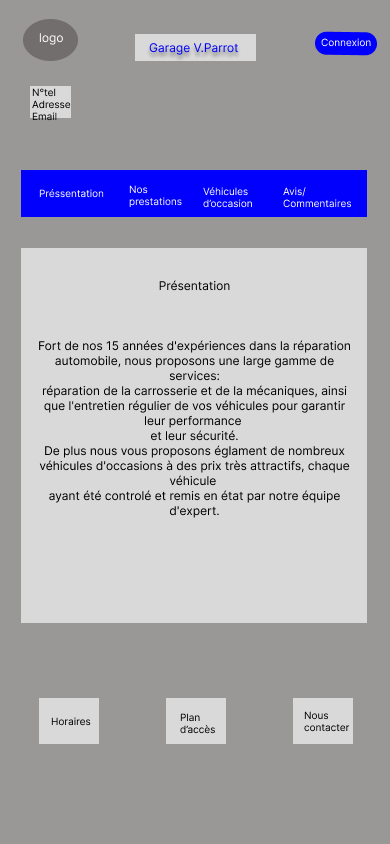 logo
Garage V.Parrot
Connexion
N°tel
Adresse
Email
Préssentation
Nos
prestations
Véhicules
d’occasion
Avis/
Commentaires
Présentation
Fort de nos 15 années d'expériences dans la réparation
automobile, nous proposons une large gamme de
services:
réparation de la carrosserie et de la mécaniques, ainsi
que l'entretien régulier de vos véhicules pour garantir
leur performance
et leur sécurité.
De plus nous vous proposons églament de nombreux
véhicules d'occasions à des prix très attractifs, chaque
véhicule
ayant été controlé et remis en état par notre équipe
d'expert.
Horaires
Plan
d’accès
Nous
contacter